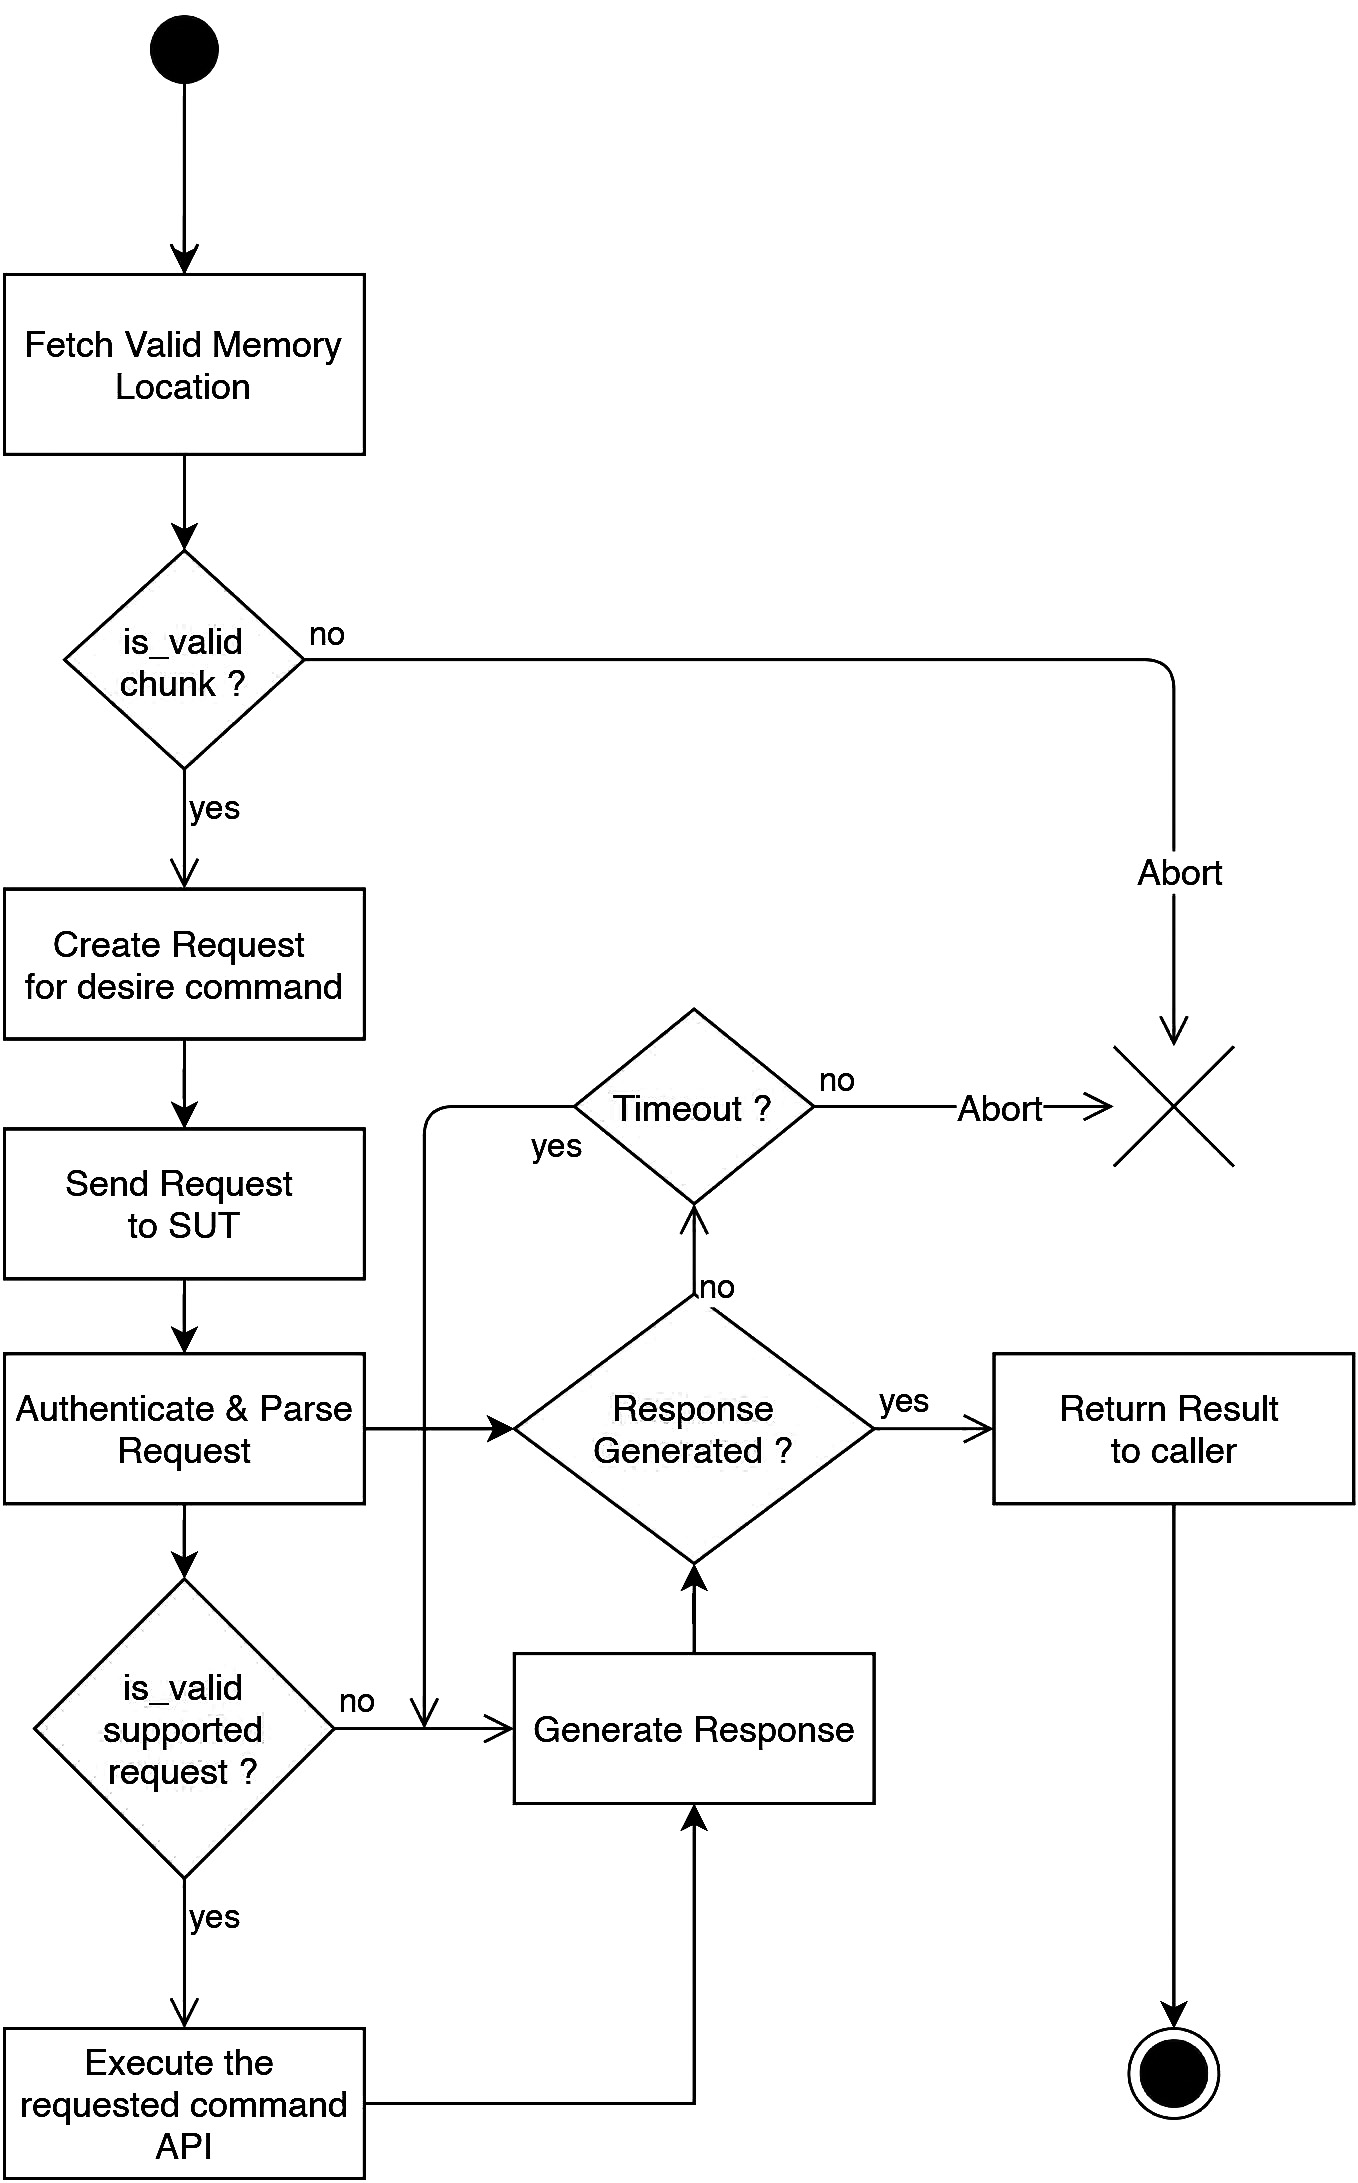 Fetch Valid Memory
Location
is_valid
chunk ?
no
yes
Abort
Create Request
for desire command
Timeout ?
no
Abort
yes
Send Request
to SUT
no
Authenticate & Parse
Request
Response
Generated ?
yes
Return Result
to caller
is_valid
supported
request ?
no
Generate Response
yes
Execute the
requested command
API